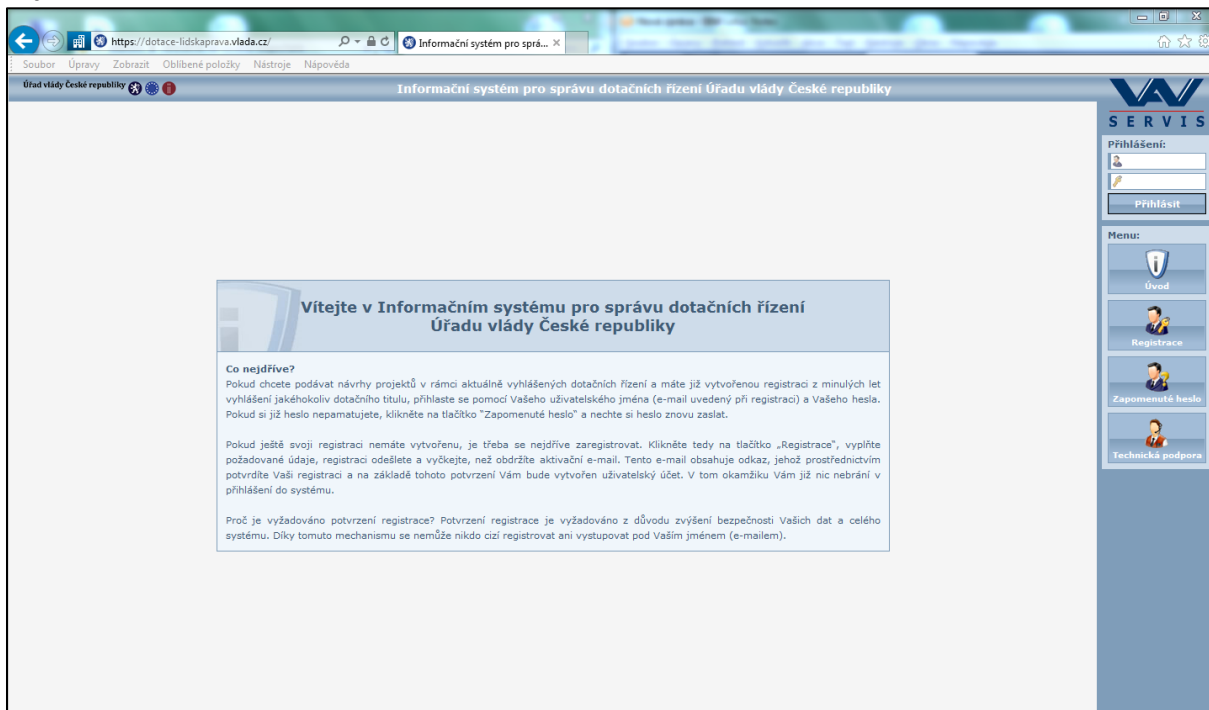 https://dotace-lidskaprava.vlada.cz/
Informační systém pro sprá...
Soubor Úpravy Zobrazit Oblíbené položky Nástroje Nápověda
Úřad vlády České republiky
Informační systém pro správu dotačních řízení Úřadu vlády České republiky
VAV
SERVIS
Přihlášení:
Přihlásit
Menu:
Úvod
Registrace
Zapomenuté heslo
Technická podpora
Vítejte v Informačním systému pro správu dotačních řízení
Úřadu vlády České republiky
Co nejdříve?
Pokud chcete podávat návrhy projektů v rámci aktuálně vyhlášených dotačních řízení a máte již vytvořenou registraci z minulých let
vyhlášení jakéhokoliv dotačního titulu, přihlaste se pomocí Vašeho uživatelského jména (e-mail uvedený při registraci) a Vašeho hesla.
Pokud si již heslo nepamatujete, klikněte na tlačítko "Zapomenuté heslo" a nechte si heslo znovu zaslat.
Pokud ještě svoji registraci nemáte vytvořenu, je třeba se nejdříve zaregistrovat. Klikněte tedy na tlačítko „Registrace“, vyplňte
požadované údaje, registraci odešlete a vyčkejte, než obdržíte aktivační e-mail. Tento e-mail obsahuje odkaz, jehož prostřednictvím
potvrdíte Vaši registraci a na základě tohoto potvrzení Vám bude vytvořen uživatelský účet. V tom okamžiku Vám již nic nebrání v
přihlášení do systému.
Proč je vyžadováno potvrzení registrace? Potvrzení registrace je vyžadováno z důvodu zvýšení bezpečnosti Vašich dat a celého
systému. Díky tomuto mechanismu se nemůže nikdo cizí registrovat ani vystupovat pod Vaším jménem (e-mailem).